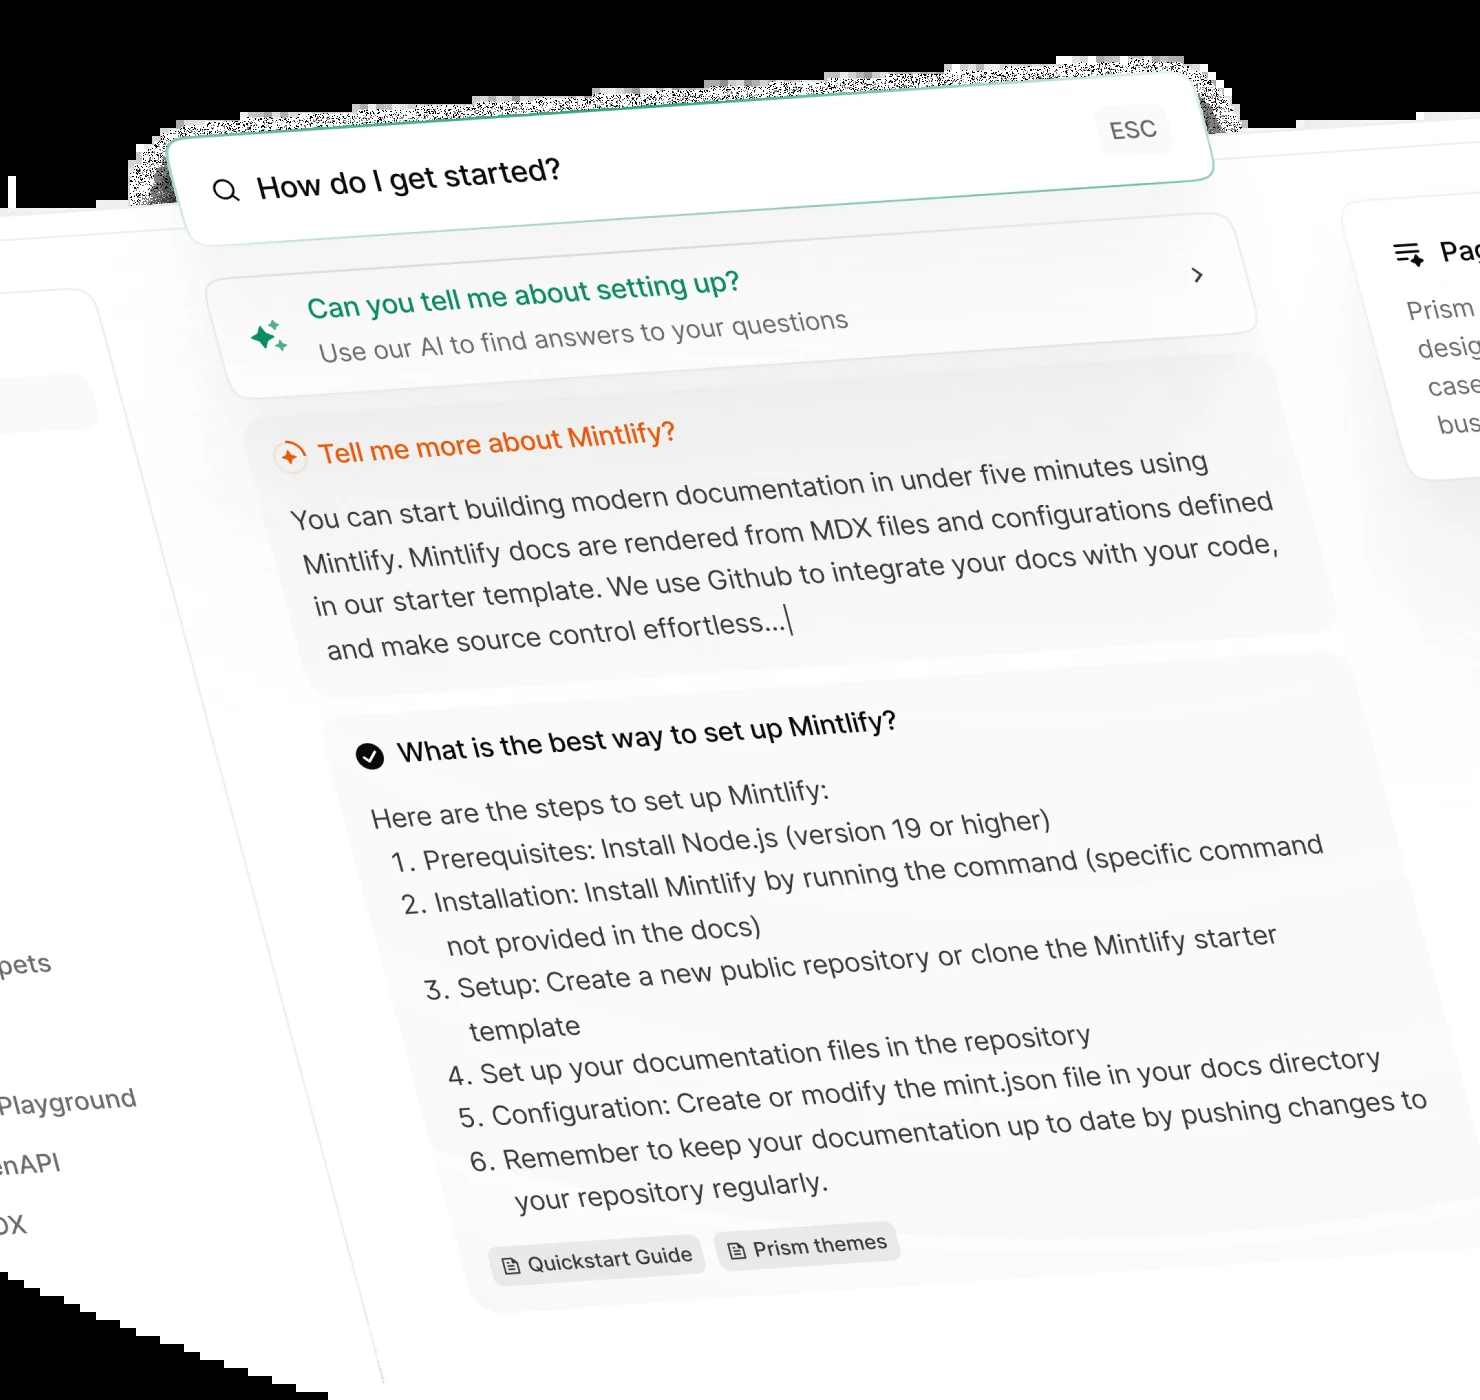 How do I get started?
ESC
Can you tell me about setting up?
Use our AI to find answers to your questions
Tell me more about Mintlify?
You can start building modern documentation in under five minutes using
Mintlify. Mintlify docs are rendered from MDX files and configurations defined
in our starter template. We use Github to integrate your docs with your code,
and make source control effortless...
What is the best way to set up Mintlify?
Here are the steps to set up Mintlify:
1. Prerequisites: Install Node.js (version 19 or higher)
2. Installation: Install Mintlify by running the command (specific command
not provided in the docs)
3. Setup: Create a new public repository or clone the Mintlify starter
template
4. Set up your documentation files in the repository
5. Configuration: Create or modify the mint.json file in your docs directory
6. Remember to keep your documentation up to date by pushing changes to
your repository regularly.
Quickstart Guide
Prism themes
Playground
Prism